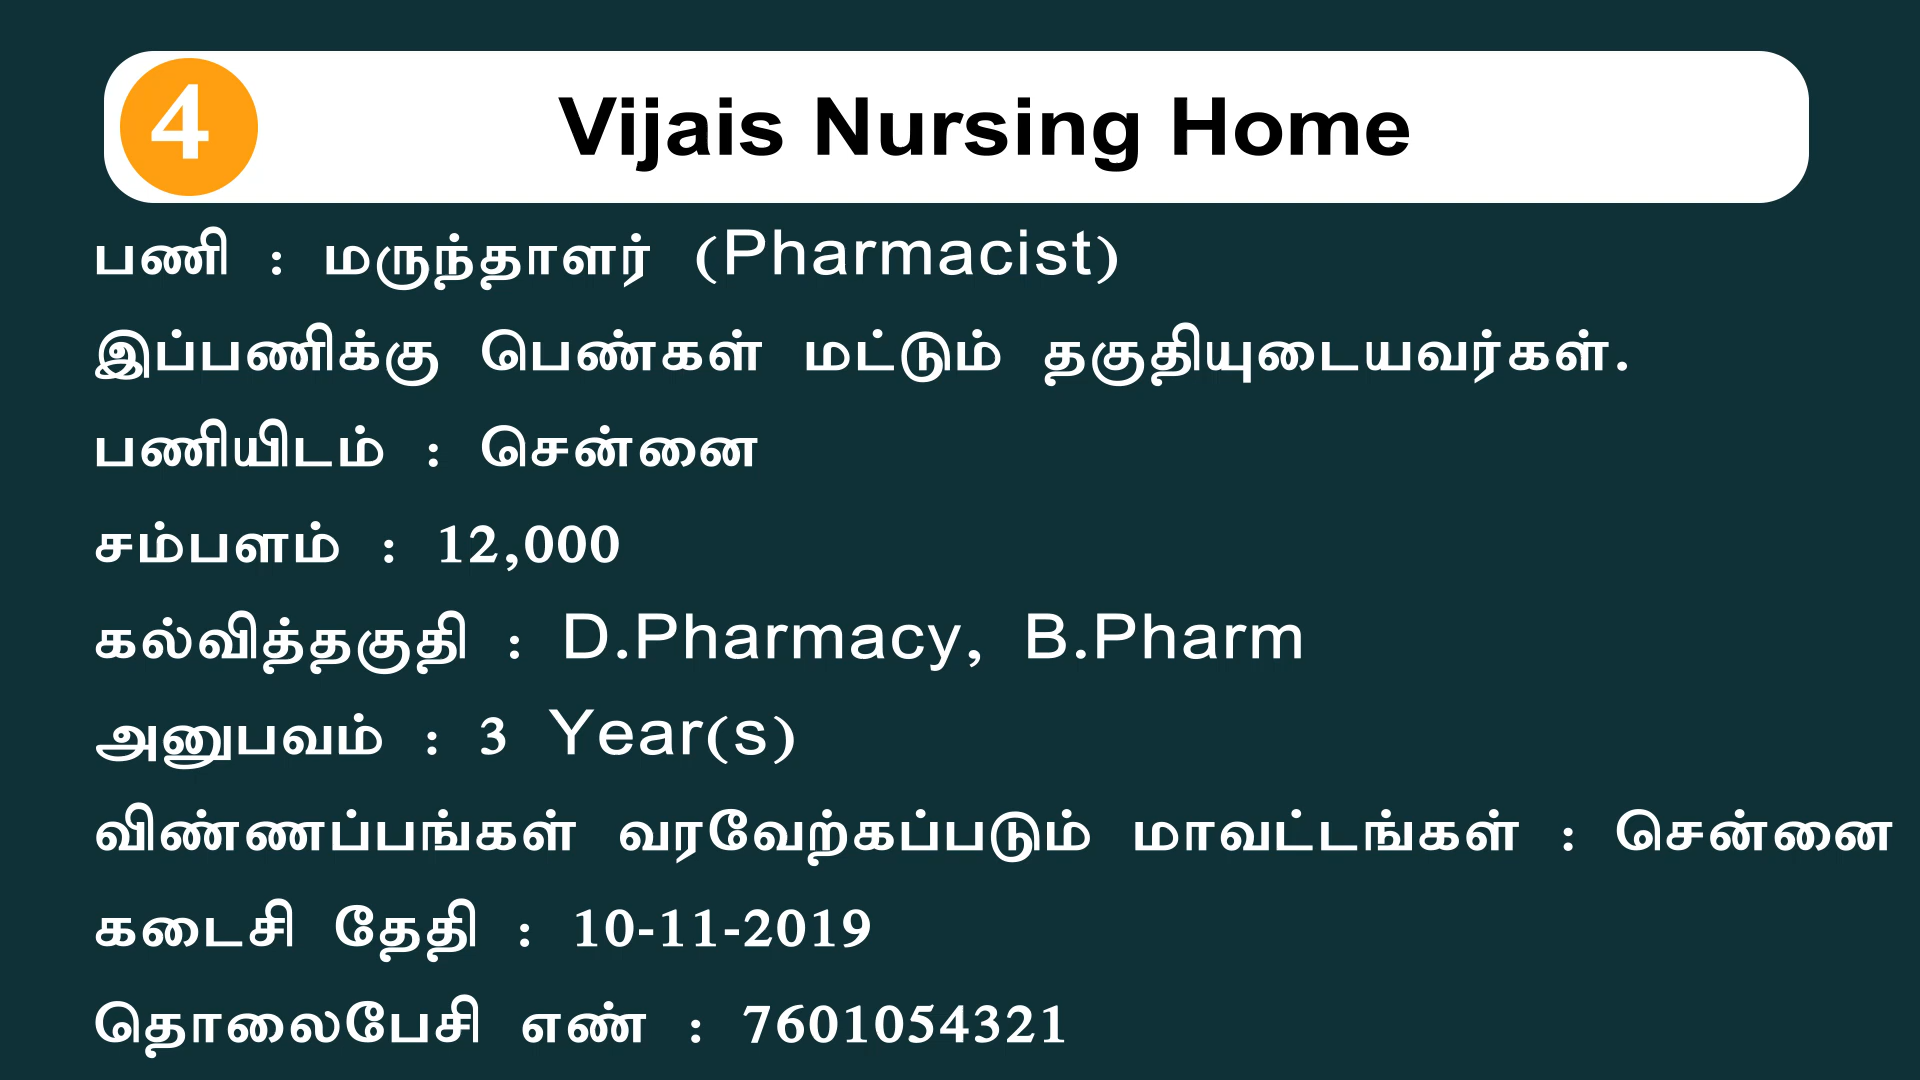 4 Vijais Nursing Home
பணி : மருந்தாளர் (Pharmacist)
இப்பணிக்கு பெண்கள் மட்டும் தகுதியுடையவர்கள்.
பணியிடம் : சென்னை
சம்பளம் : 12,000
கல்வித்தகுதி : D.Pharmacy, B.Pharm
அனுபவம் : 3 Year(s)
விண்ணப்பங்கள் வரவேற்கப்படும் மாவட்டங்கள் : சென்னை
கடைசி தேதி : 10-11-2019
தொலைபேசி எண் : 7601054321